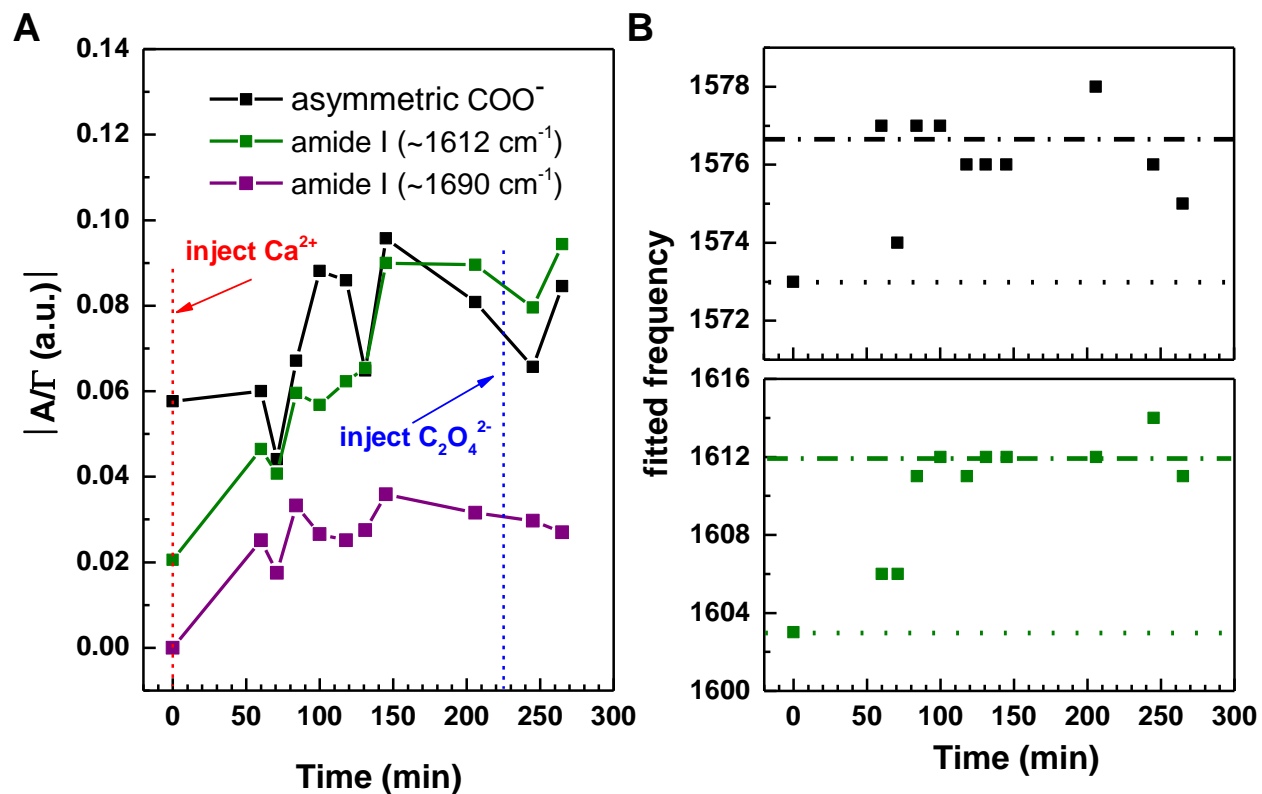 A
0.14
0.12
0.10
0.08
0.06
0.04
0.02
0.00
|A/Γ (a.u.)|
asymmetric COO⁻
amide I (~1612 cm⁻¹)
amide I (~1690 cm⁻¹)
inject Ca²⁺
inject C₂O₄²⁻
0 50 100 150 200 250 300
Time (min)
B
fitted frequency
1578
1576
1574
1572
1616
1612
1608
1604
1600
0 50 100 150 200 250 300
Time (min)